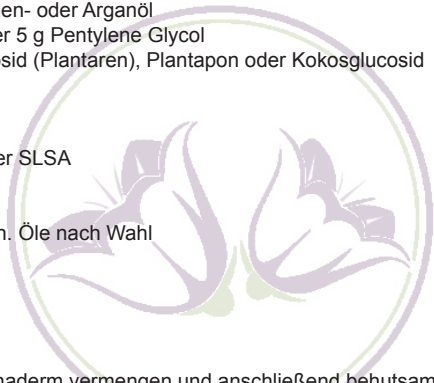 en- oder Arganöl
er 5 g Pentylene Glycol
osid (Plantaren), Plantapon oder Kokosglucosid
er SLSA
n. Öle nach Wahl
naderm vermengen und anschließend behutsam